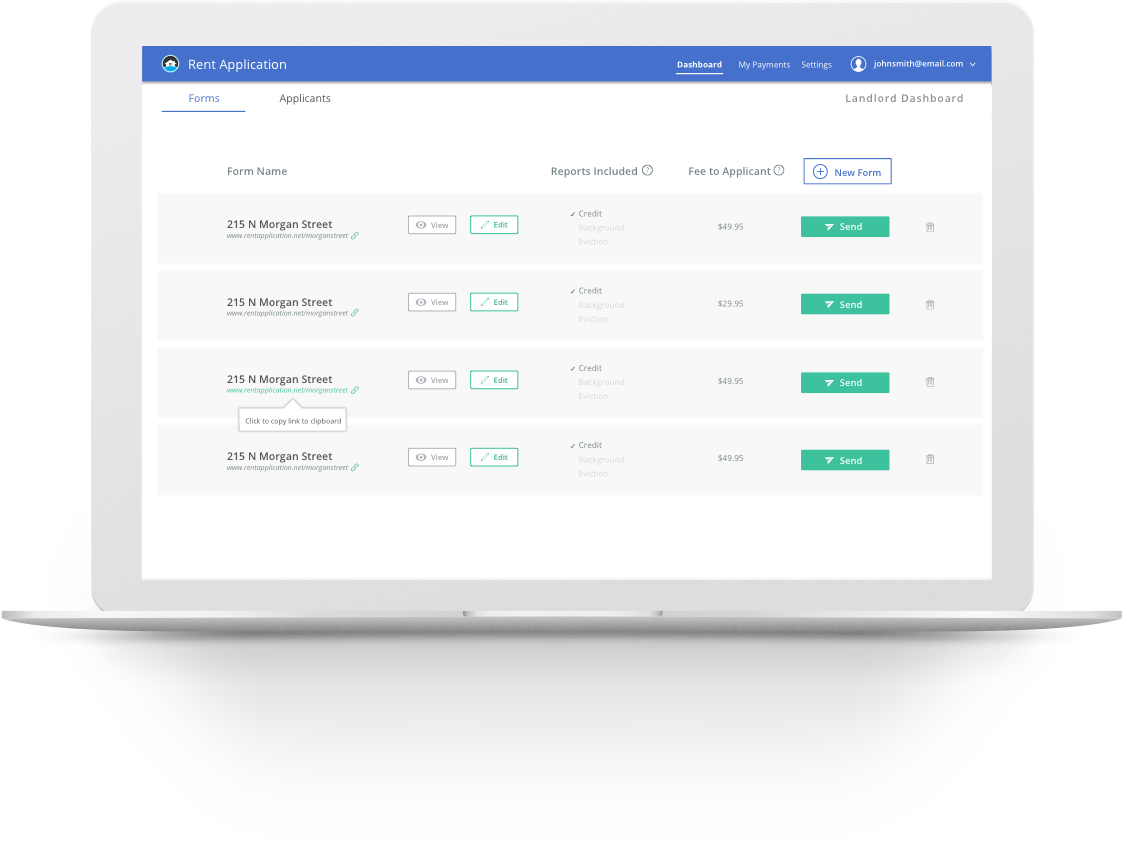 Rent Application
Dashboard My Payments Settings johnsmith@email.com
Forms Applicants Landlord Dashboard
Form Name Reports Included ? Fee to Applicant ? New Form
215 N Morgan Street
www.rentapplication.net/morganstreet
View Edit
✓ Credit
Background
Eviction
$49.95
Send
215 N Morgan Street
www.rentapplication.net/morganstreet
View Edit
✓ Credit
Background
Eviction
$29.95
Send
215 N Morgan Street
www.rentapplication.net/morganstreet
Click to copy link to clipboard
View Edit
✓ Credit
Background
Eviction
$49.95
Send
215 N Morgan Street
www.rentapplication.net/morganstreet
View Edit
✓ Credit
Background
Eviction
$49.95
Send